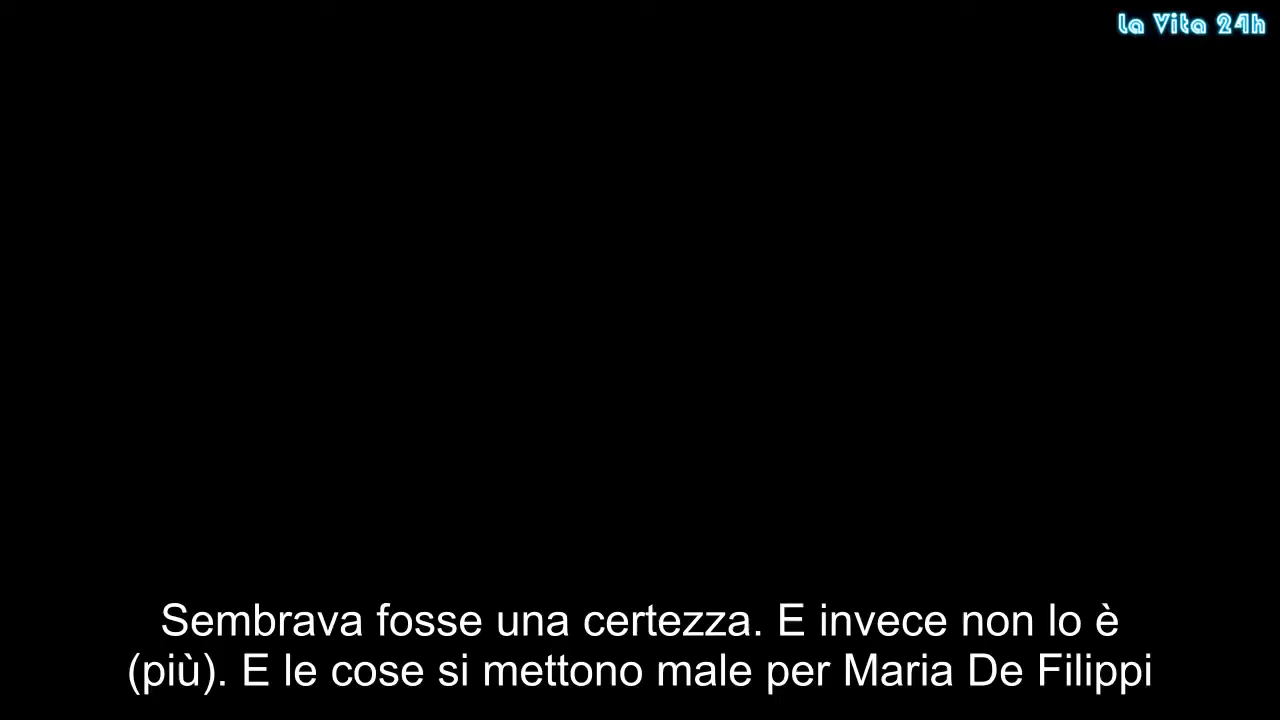 La Vita 24h
Sembrava fosse una certezza. E invece non lo è
(più). E le cose si mettono male per Maria De Filippi